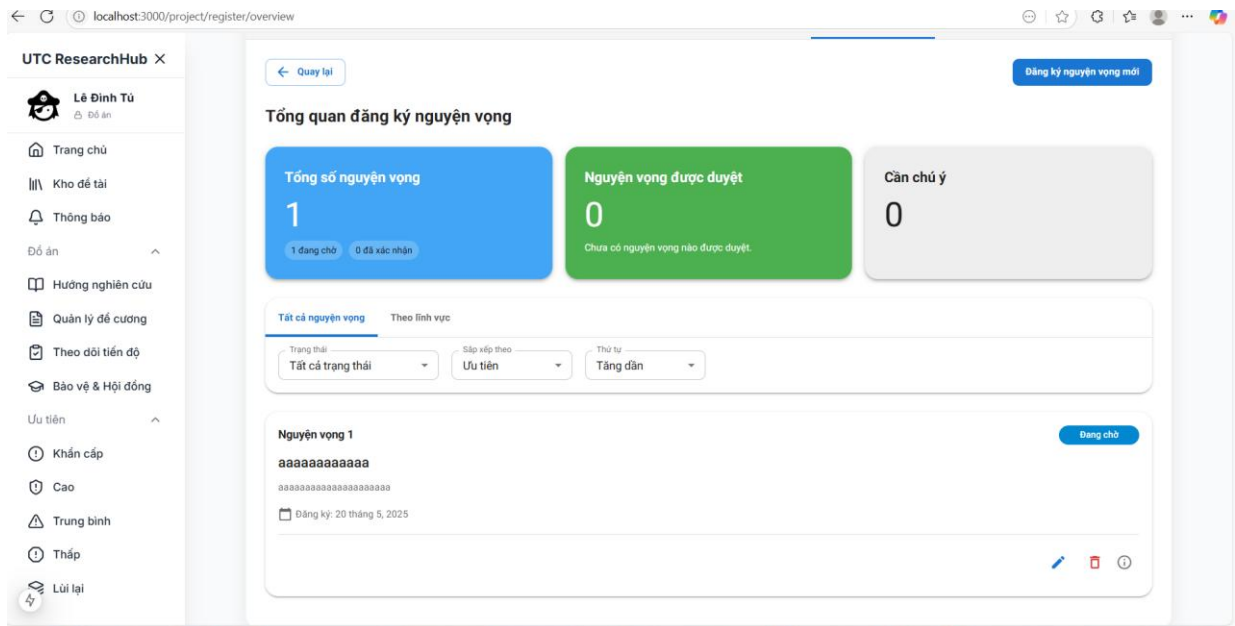 localhost:3000/project/register/overview
UTC ResearchHub
Lê Đình Tú
Đồ án
Trang chủ
Kho đề tài
Thông báo
Đồ án
Hướng nghiên cứu
Quản lý đề cương
Theo dõi tiến độ
Bảo vệ & Hội đồng
Ưu tiên
Khẩn cấp
Cao
Trung bình
Thấp
Lùi lại
Quay lại
Đăng ký nguyện vọng mới
Tổng quan đăng ký nguyện vọng
Tổng số nguyện vọng
1
1 đang chờ
0 đã xác nhận
Nguyện vọng được duyệt
0
Chưa có nguyện vọng nào được duyệt.
Cần chú ý
0
Tất cả nguyện vọng
Theo lĩnh vực
Trạng thái
Tất cả trạng thái
Sắp xếp theo
Ưu tiên
Thứ tự
Tăng dần
Nguyện vọng 1
Đang chờ
aaaaaaaaaaaa
aaaaaaaaaaaaaaaaaaaaa
Đăng ký: 20 tháng 5, 2025